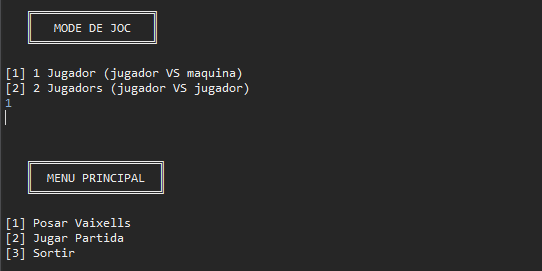 MODE DE JOC
[1] 1 Jugador (jugador VS maquina)
[2] 2 Jugadors (jugador VS jugador)
1
MENU PRINCIPAL
[1] Posar Vaixells
[2] Jugar Partida
[3] Sortir